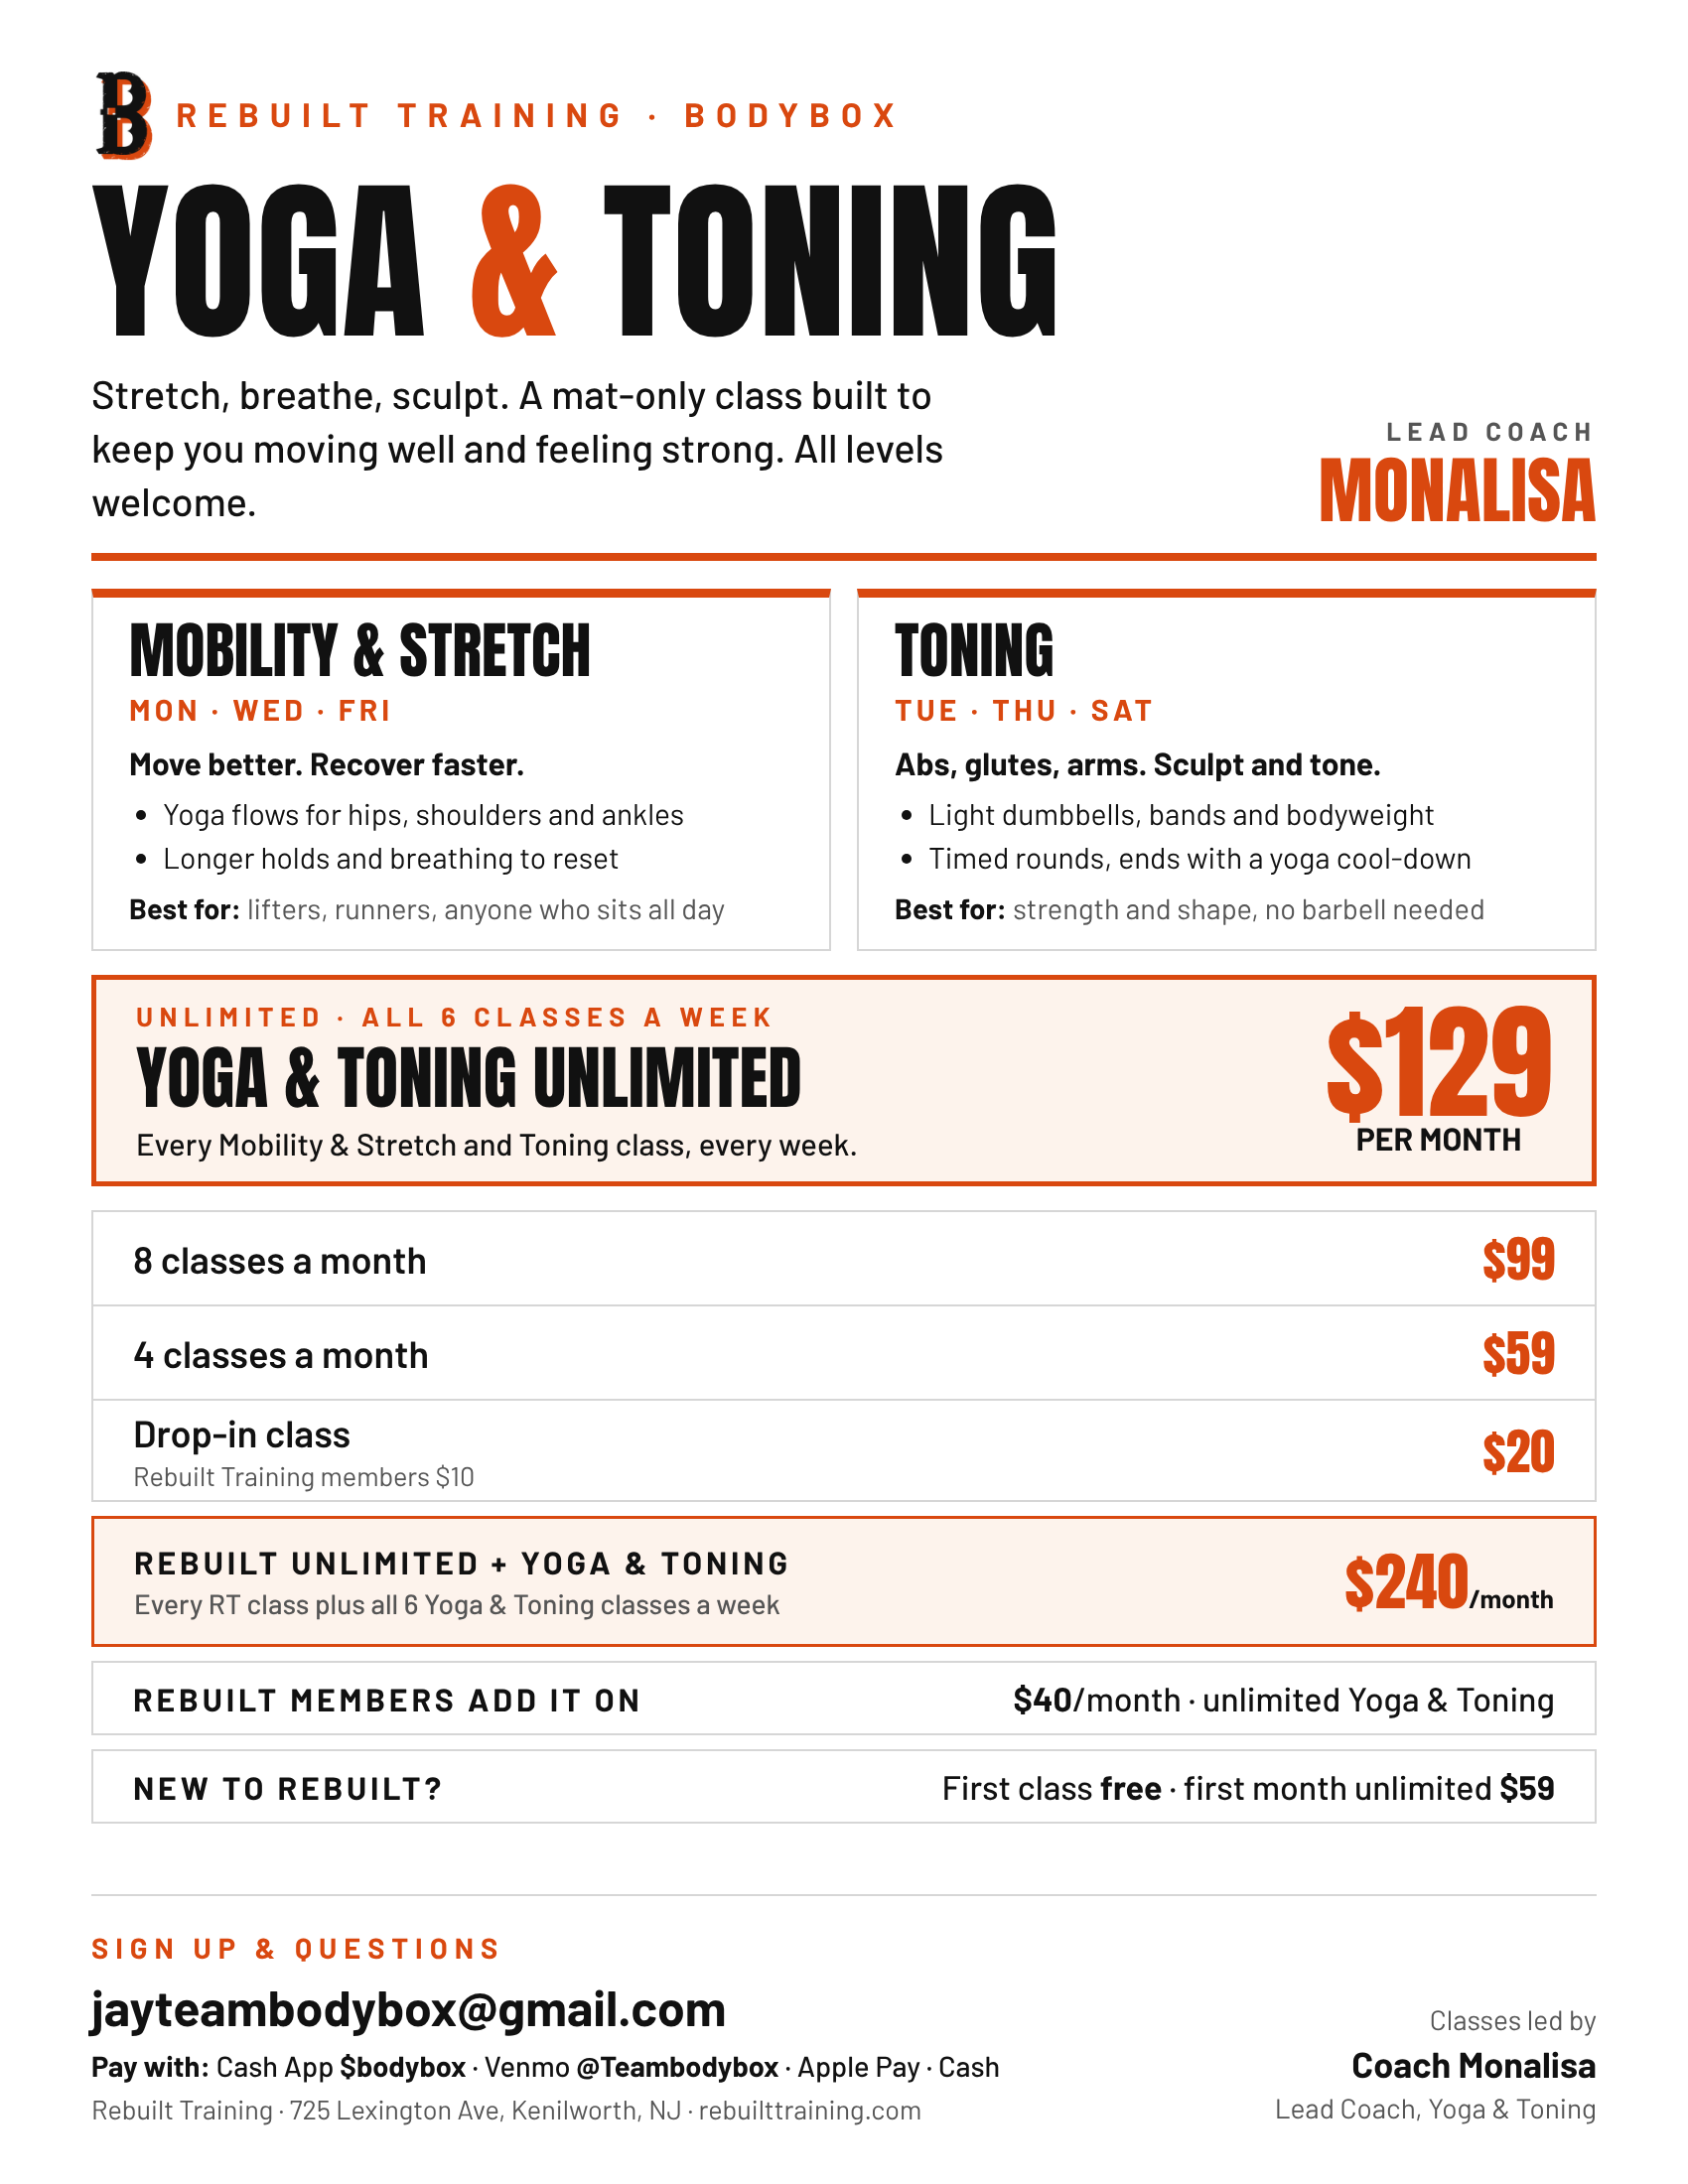 B
REBUILT TRAINING · BODYBOX
YOGA & TONING
Stretch, breathe, sculpt. A mat-only class built to
keep you moving well and feeling strong. All levels
welcome.
LEAD COACH
MONALISA
MOBILITY & STRETCH
MON · WED · FRI
Move better. Recover faster.
• Yoga flows for hips, shoulders and ankles
• Longer holds and breathing to reset
Best for: lifters, runners, anyone who sits all day
TONING
TUE · THU · SAT
Abs, glutes, arms. Sculpt and tone.
• Light dumbbells, bands and bodyweight
• Timed rounds, ends with a yoga cool-down
Best for: strength and shape, no barbell needed
UNLIMITED · ALL 6 CLASSES A WEEK
YOGA & TONING UNLIMITED
Every Mobility & Stretch and Toning class, every week.
$129
PER MONTH
8 classes a month $99
4 classes a month $59
Drop-in class $20
Rebuilt Training members $10
REBUILT UNLIMITED + YOGA & TONING
Every RT class plus all 6 Yoga & Toning classes a week
$240/month
REBUILT MEMBERS ADD IT ON $40/month · unlimited Yoga & Toning
NEW TO REBUILT? First class free · first month unlimited $59
SIGN UP & QUESTIONS
jayteambodybox@gmail.com
Pay with: Cash App $bodybox · Venmo @Teambodybox · Apple Pay · Cash
Rebuilt Training · 725 Lexington Ave, Kenilworth, NJ · rebuilttraining.com
Classes led by
Coach Monalisa
Lead Coach, Yoga & Toning